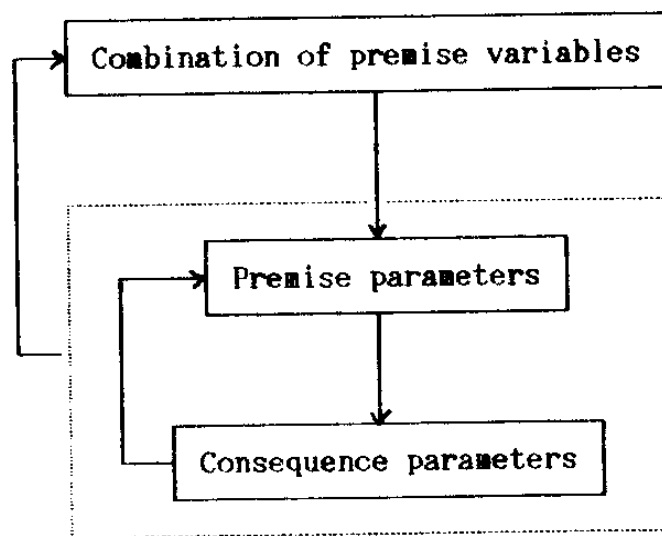 Combination of premise variables
Premise parameters
Consequence parameters